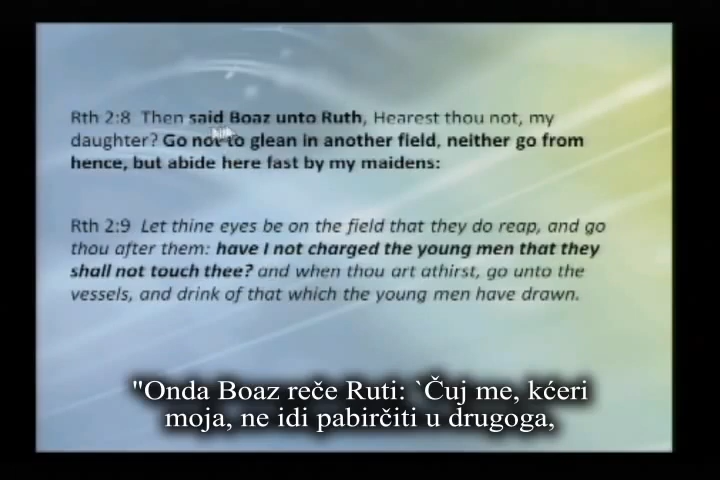 Rth 2:8 Then said Boaz unto Ruth, Hearest thou not, my
daughter? Go not to glean in another field, neither go from
hence, but abide here fast by my maidens:
Rth 2:9 Let thine eyes be on the field that they do reap, and go
thou after them: have I not charged the young men that they
shall not touch thee? and when thou art athirst, go unto the
vessels, and drink of that which the young men have drawn.
"Onda Boaz reče Ruti: `Čuj me, kćeri
moja, ne idi pabirčiti u drugoga,